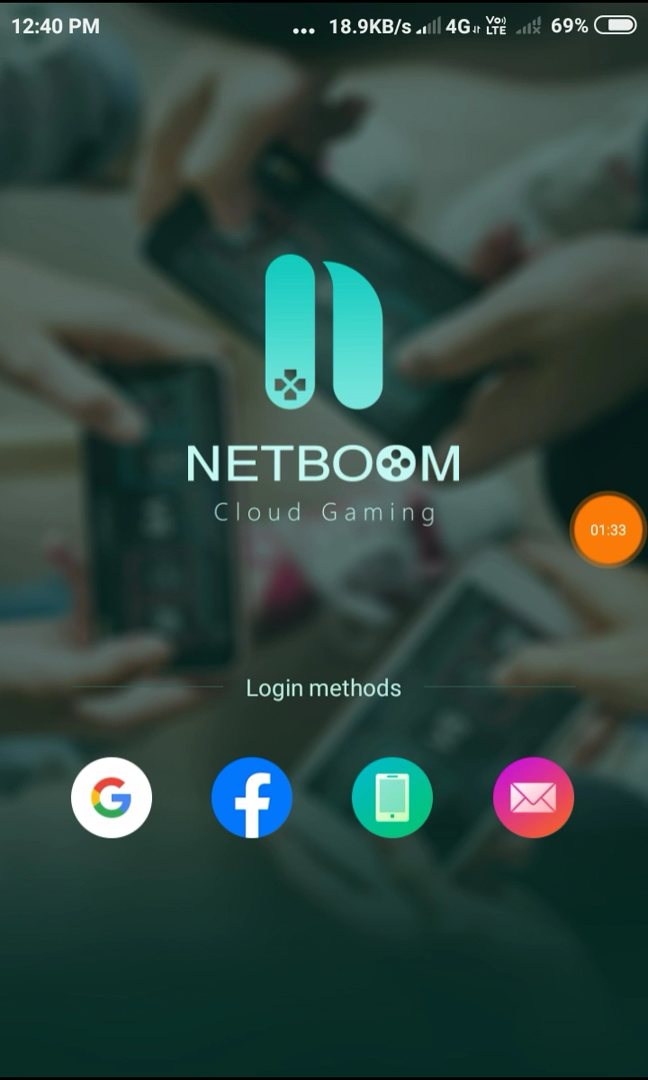 12:40 PM ... 18.9KB/s 4G Vo) LTE 69%
NETBOOM
Cloud Gaming
01:33
Login methods